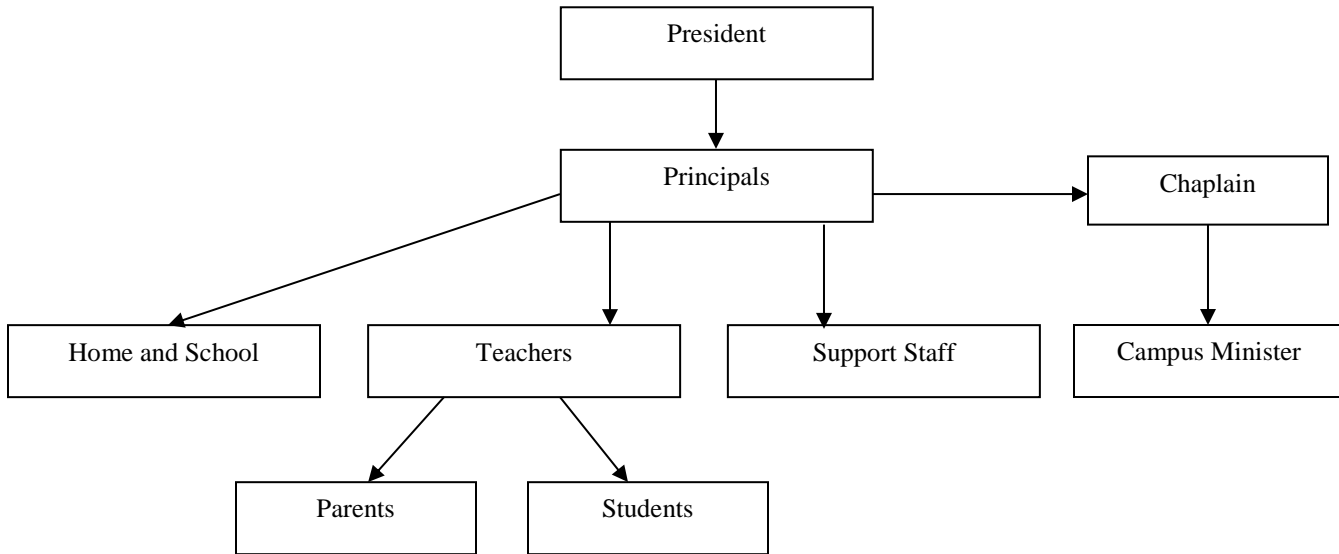 President
Principals
Chaplain
Home and School
Teachers
Support Staff
Campus Minister
Parents
Students